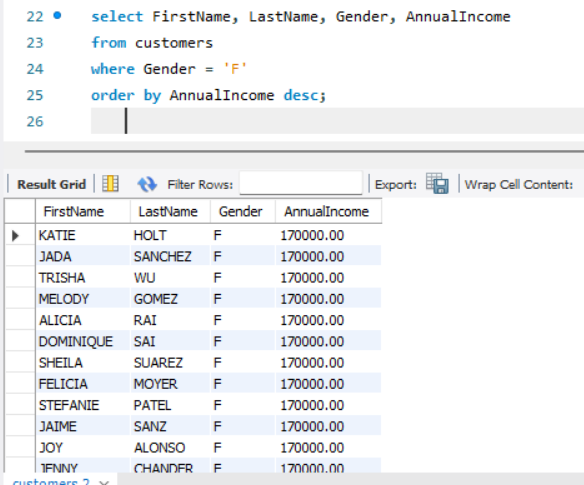 22 select FirstName, LastName, Gender, AnnualIncome
23 from customers
24 where Gender = 'F'
25 order by AnnualIncome desc;
26
Result Grid Filter Rows: Export: Wrap Cell Content:
FirstName LastName Gender AnnualIncome
KATIE HOLT F 170000.00
JADA SANCHEZ F 170000.00
TRISHA WU F 170000.00
MELODY GOMEZ F 170000.00
ALICIA RAI F 170000.00
DOMINIQUE SAI F 170000.00
SHEILA SUAREZ F 170000.00
FELICIA MOYER F 170000.00
STEFANIE PATEL F 170000.00
JAIME SANZ F 170000.00
JOY ALONSO F 170000.00
JENNY CHANDER F 170000.00
customers 2